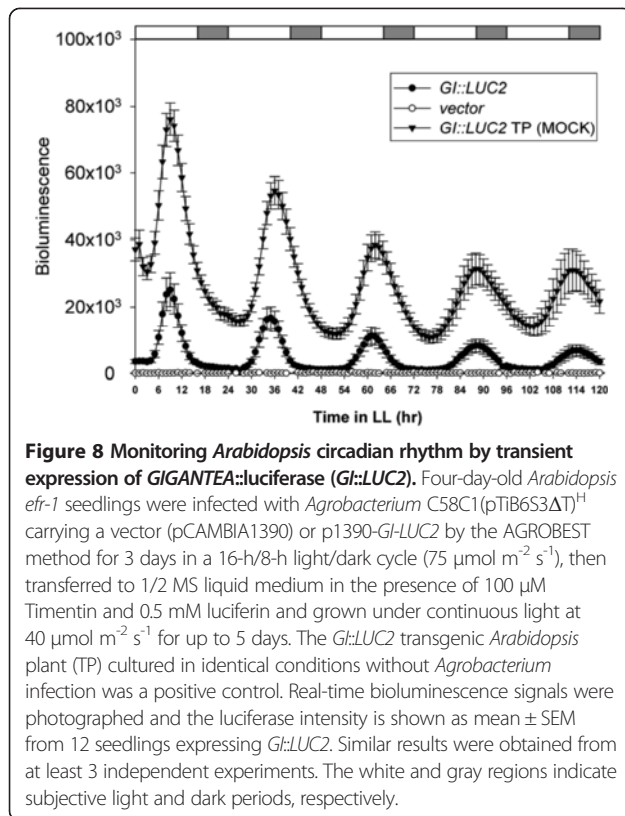 100x10³
80x10³
60x10³
40x10³
20x10³
0
Bioluminescence
GI::LUC2
vector
GI::LUC2 TP (MOCK)
0 6 12 18 24 30 36 42 48 54 60 66 72 78 84 90 96 102 108 114 120
Time in LL (hr)
Figure 8 Monitoring Arabidopsis circadian rhythm by transient
expression of GIGANTEA::luciferase (GI::LUC2). Four-day-old Arabidopsis
efr-1 seedlings were infected with Agrobacterium C58C1(pTiB6S3ΔT)ᴴ
carrying a vector (pCAMBIA1390) or p1390-GI-LUC2 by the AGROBEST
method for 3 days in a 16-h/8-h light/dark cycle (75 μmol m⁻² s⁻¹), then
transferred to 1/2 MS liquid medium in the presence of 100 μM
Timentin and 0.5 mM luciferin and grown under continuous light at
40 μmol m⁻² s⁻¹ for up to 5 days. The GI::LUC2 transgenic Arabidopsis
plant (TP) cultured in identical conditions without Agrobacterium
infection was a positive control. Real-time bioluminescence signals were
photographed and the luciferase intensity is shown as mean ± SEM
from 12 seedlings expressing GI::LUC2. Similar results were obtained from
at least 3 independent experiments. The white and gray regions indicate
subjective light and dark periods, respectively.